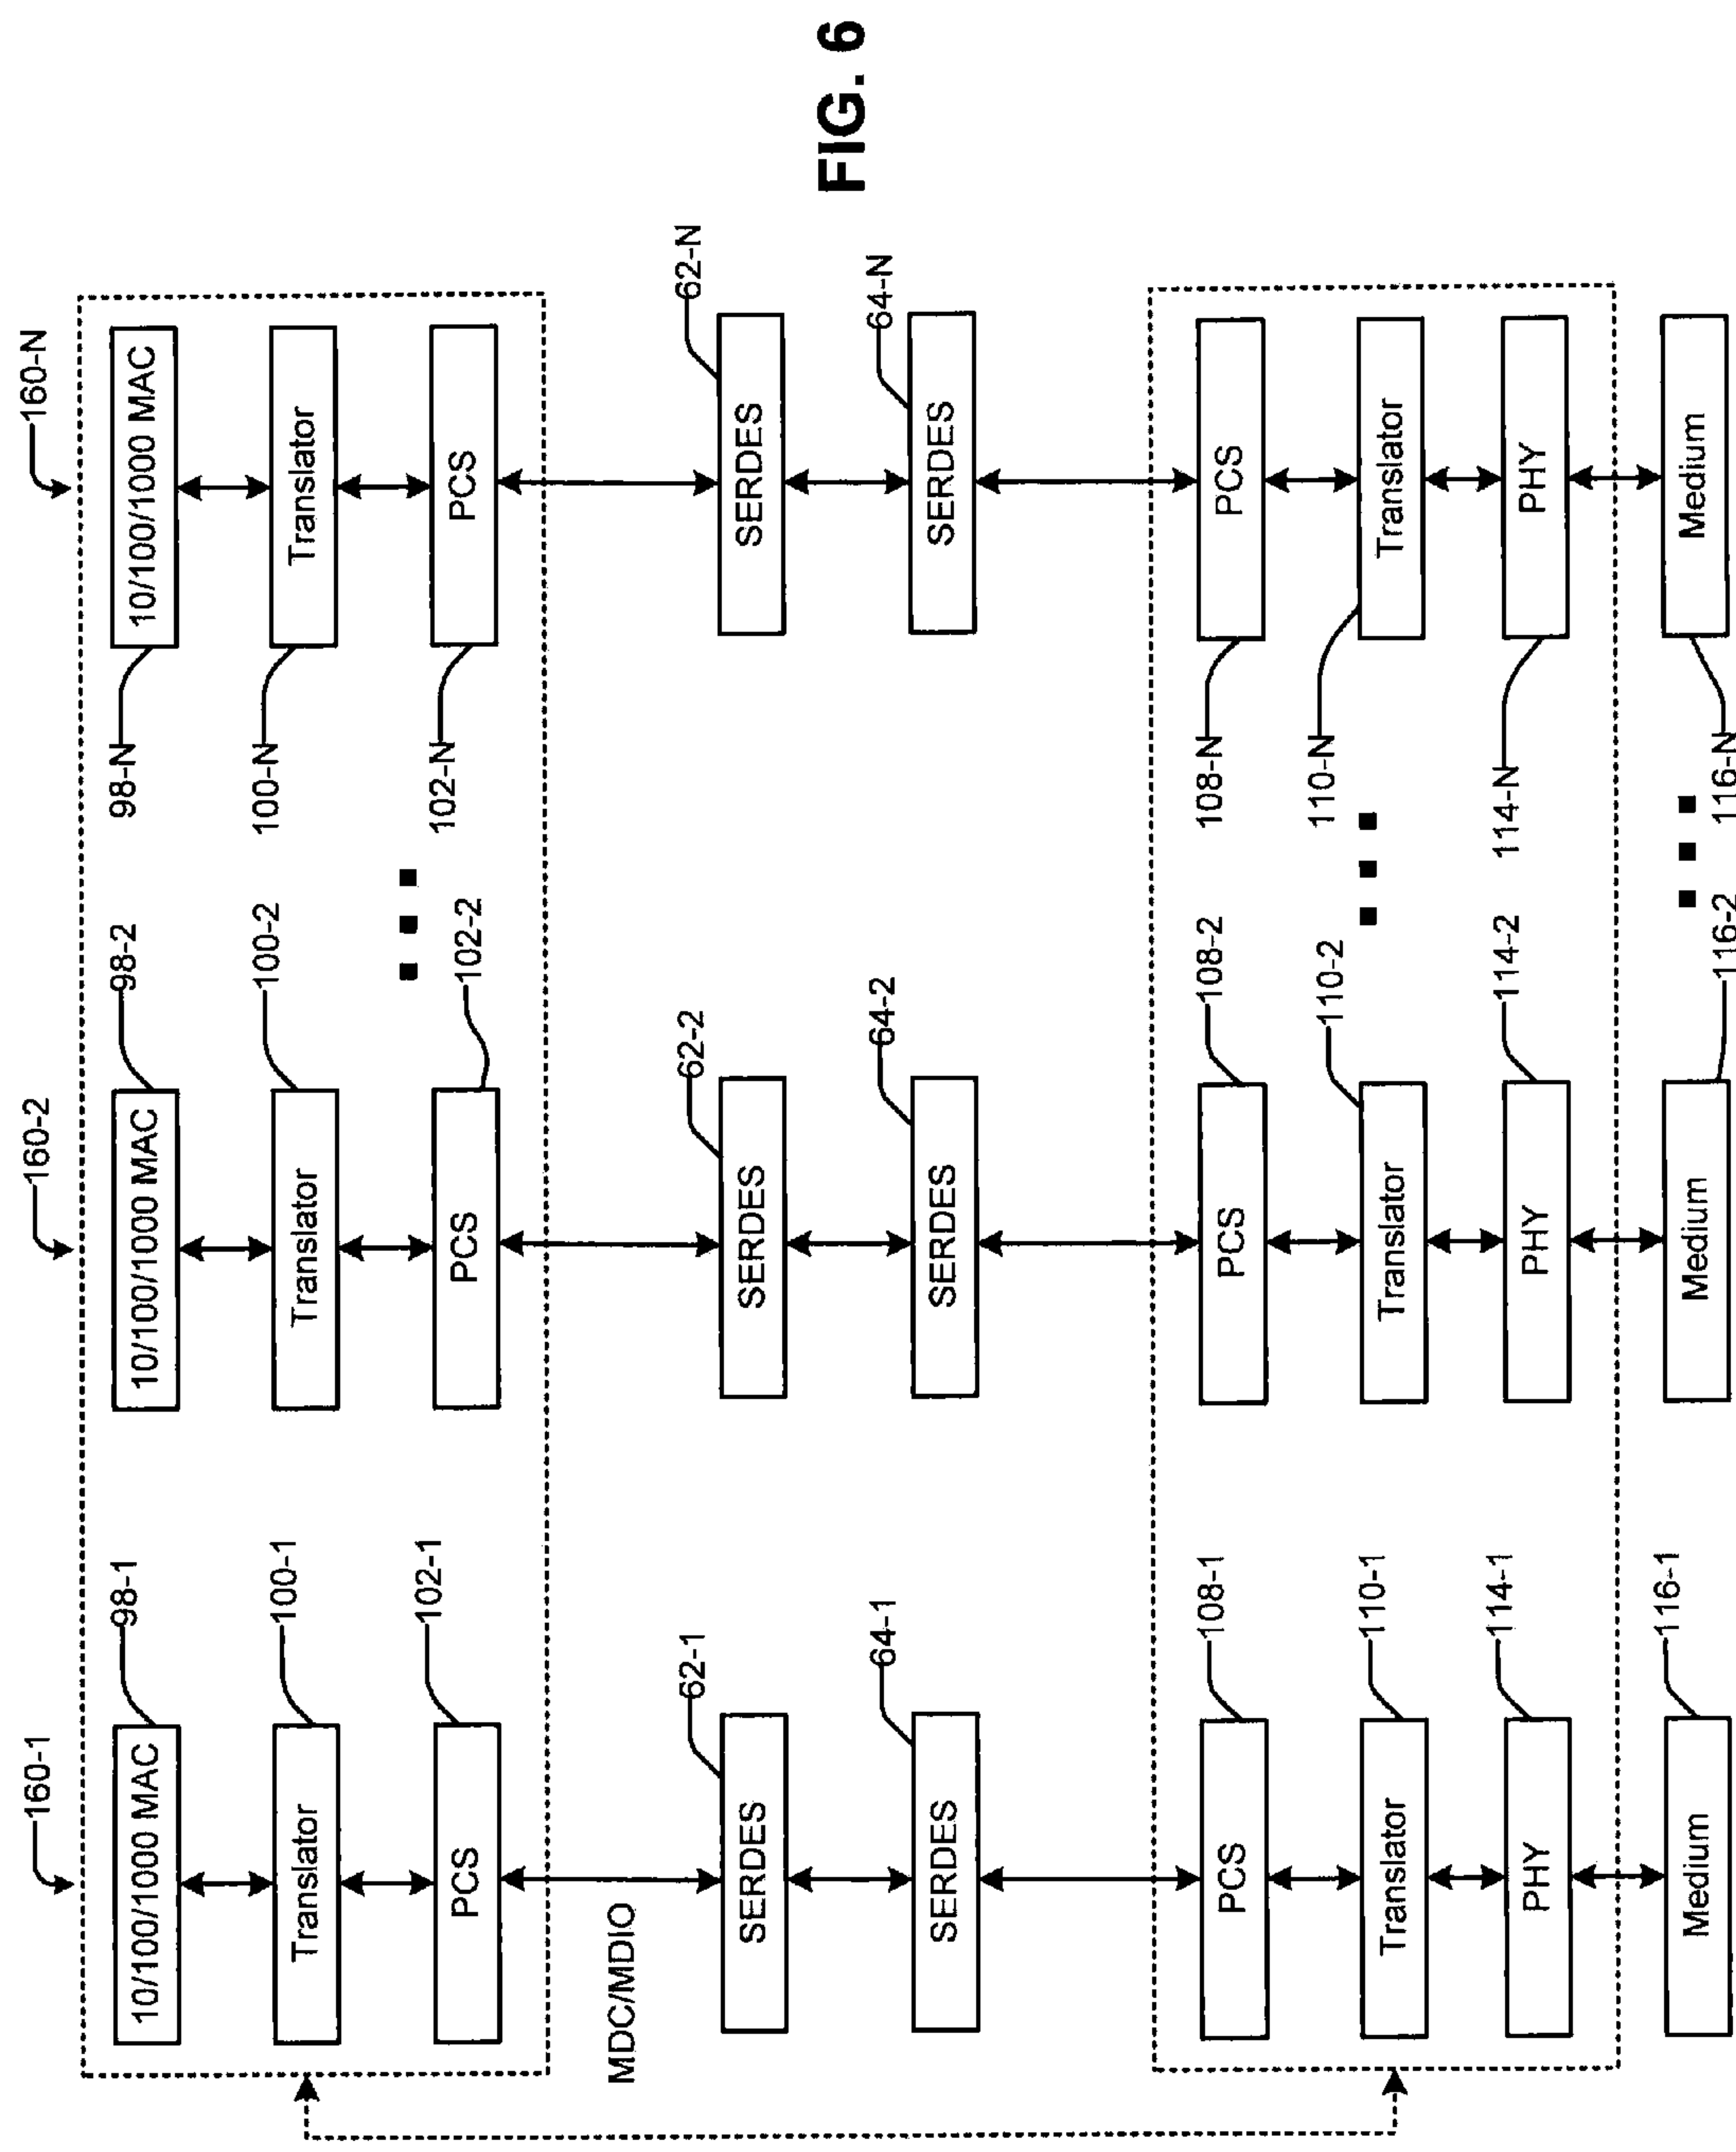 160-1
160-2
160-N
98-1
98-2
98-N
10/100/1000 MAC
10/100/1000 MAC
10/100/1000 MAC
100-1
100-2
100-N
Translator
Translator
Translator
102-1
102-2
102-N
PCS
PCS
PCS
MDC/MDIO
62-1
62-2
62-N
SERDES
SERDES
SERDES
64-1
64-2
64-N
SERDES
SERDES
SERDES
108-1
108-2
108-N
PCS
PCS
PCS
110-1
110-2
110-N
Translator
Translator
Translator
114-1
114-2
114-N
PHY
PHY
PHY
116-1
116-2
116-N
Medium
Medium
Medium
FIG. 6